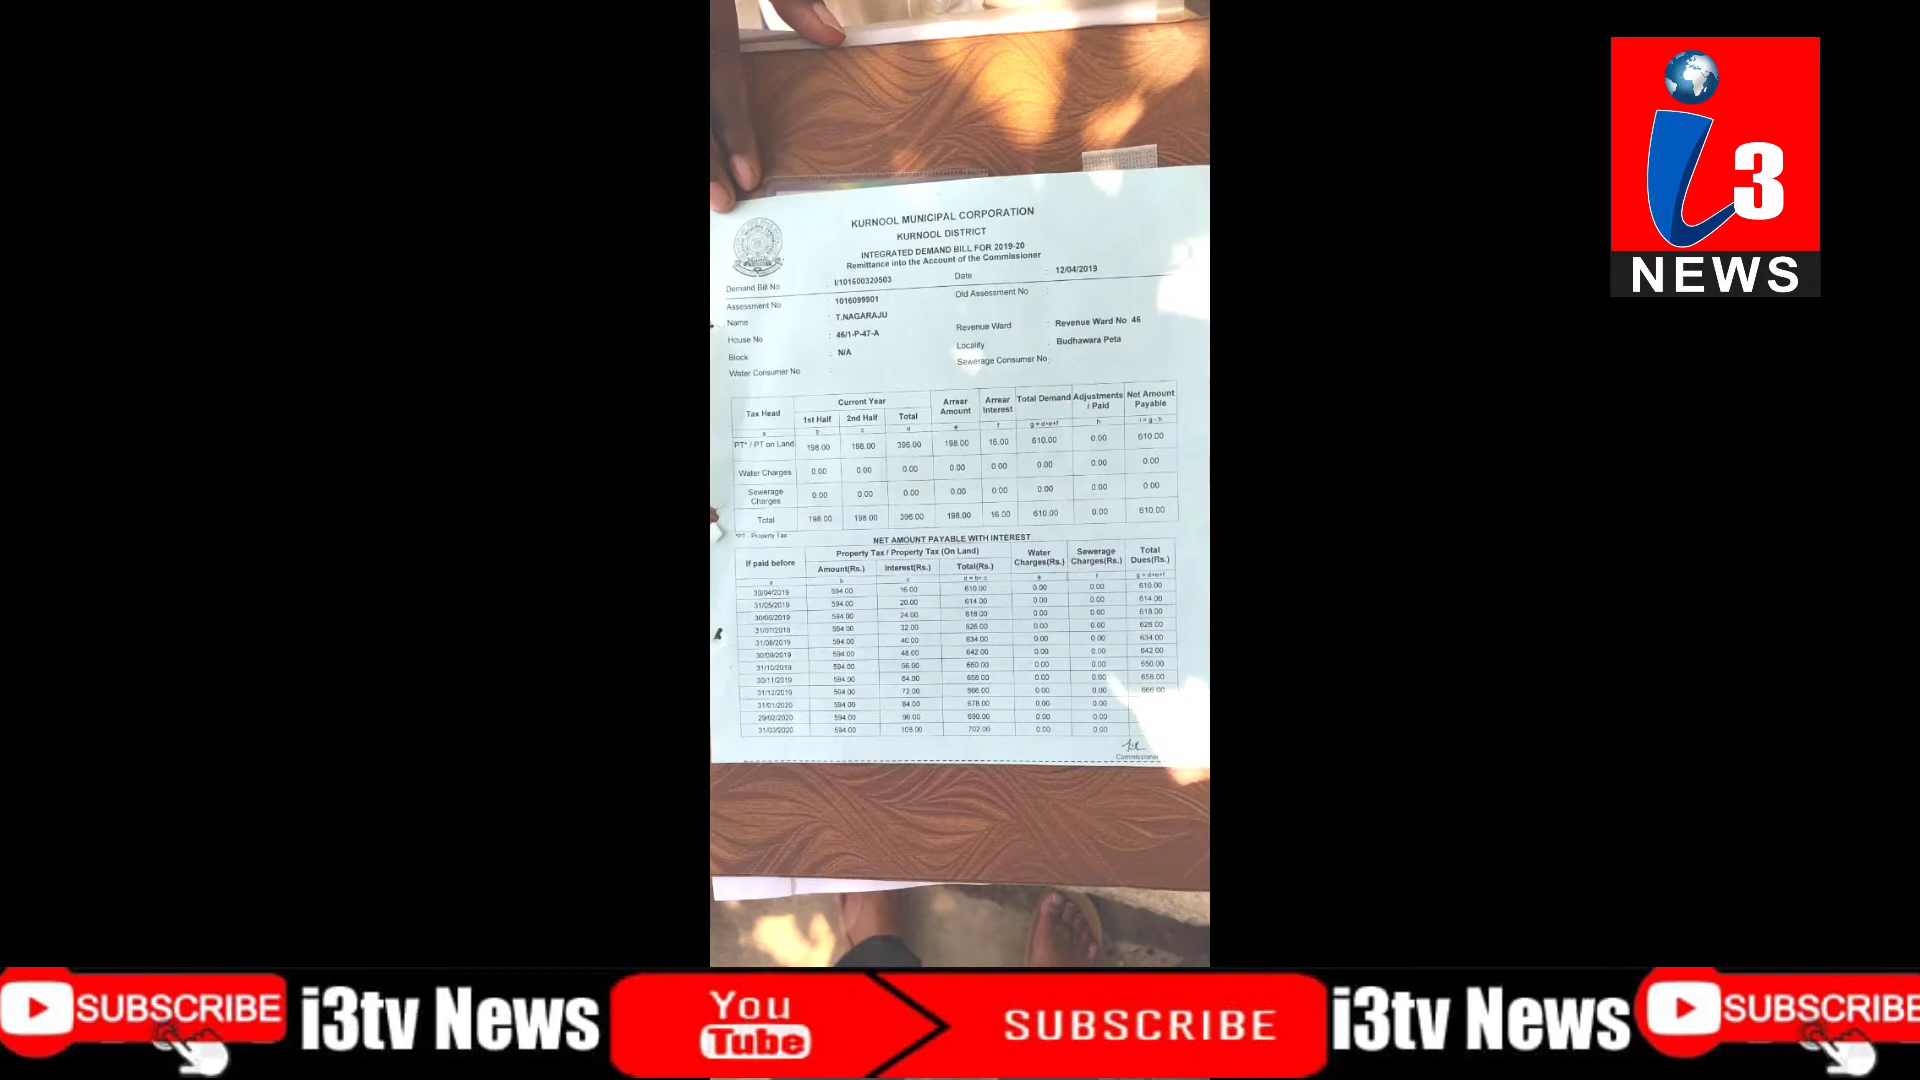 KURNOOL MUNICIPAL CORPORATION
KURNOOL DISTRICT
INTEGRATED DEMAND BILL FOR 2019-20
Remittance into the Account of the Commissioner
Demand Bill No : I/101600320503 Date : 12/04/2019
Assessment No : 1016099901 Old Assessment No :
Name : T.NAGARAJU
House No : 46/1-P-47-A Revenue Ward : Revenue Ward No 46
Block : N/A Locality : Budhawara Peta
Water Consumer No : Sewerage Consumer No :
Tax Head Current Year Arrear Amount Arrear Interest Total Demand Adjustments / Paid Net Amount Payable
1st Half 2nd Half Total
a b c d e f g = d+e+f h i = g - h
PT* / PT on Land 198.00 198.00 396.00 198.00 16.00 610.00 0.00 610.00
Water Charges 0.00 0.00 0.00 0.00 0.00 0.00 0.00 0.00
Sewerage Charges 0.00 0.00 0.00 0.00 0.00 0.00 0.00 0.00
Total 198.00 198.00 396.00 198.00 16.00 610.00 0.00 610.00
*PT - Property Tax
NET AMOUNT PAYABLE WITH INTEREST
If paid before Property Tax / Property Tax (On Land) Water Charges(Rs.) Sewerage Charges(Rs.) Total Dues(Rs.)
Amount(Rs.) Interest(Rs.) Total(Rs.)
a b c d = b+ c e f g = d+e+f
30/04/2019 594.00 16.00 610.00 0.00 0.00 610.00
31/05/2019 594.00 20.00 614.00 0.00 0.00 614.00
30/06/2019 594.00 24.00 618.00 0.00 0.00 618.00
31/07/2019 594.00 32.00 626.00 0.00 0.00 626.00
31/08/2019 594.00 40.00 634.00 0.00 0.00 634.00
30/09/2019 594.00 48.00 642.00 0.00 0.00 642.00
31/10/2019 594.00 56.00 650.00 0.00 0.00 650.00
30/11/2019 594.00 64.00 658.00 0.00 0.00 658.00
31/12/2019 594.00 72.00 666.00 0.00 0.00 666.00
31/01/2020 594.00 84.00 678.00 0.00 0.00
29/02/2020 594.00 96.00 690.00 0.00 0.00
31/03/2020 594.00 108.00 702.00 0.00 0.00
Commissioner
i3
NEWS
SUBSCRIBE i3tv News You Tube SUBSCRIBE i3tv News SUBSCRIBE